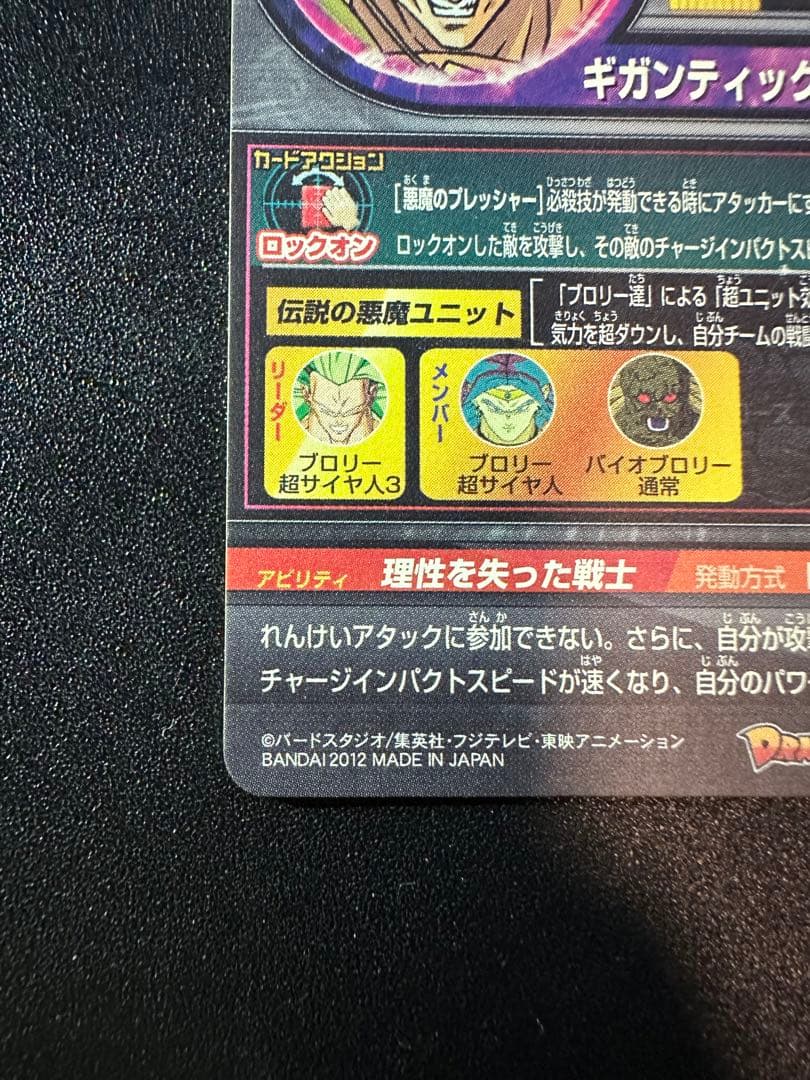 ギガンティック
カードアクション
ロックオン
[悪魔のプレッシャー]必殺技が発動できる時にアタッカーにす
ロックオンした敵を攻撃し、その敵のチャージインパクトス
伝説の悪魔ユニット
「ブロリー達」による「超ユニット
気力を超ダウンし、自分チームの戦闘
リーダー
ブロリー
超サイヤ人3
メンバー
ブロリー
超サイヤ人
バイオブロリー
通常
アビリティ 理性を失った戦士 発動方式
れんけいアタックに参加できない。さらに、自分が攻撃
チャージインパクトスピードが速くなり、自分のパワー
©バードスタジオ/集英社・フジテレビ・東映アニメーション
BANDAI 2012 MADE IN JAPAN
DRA